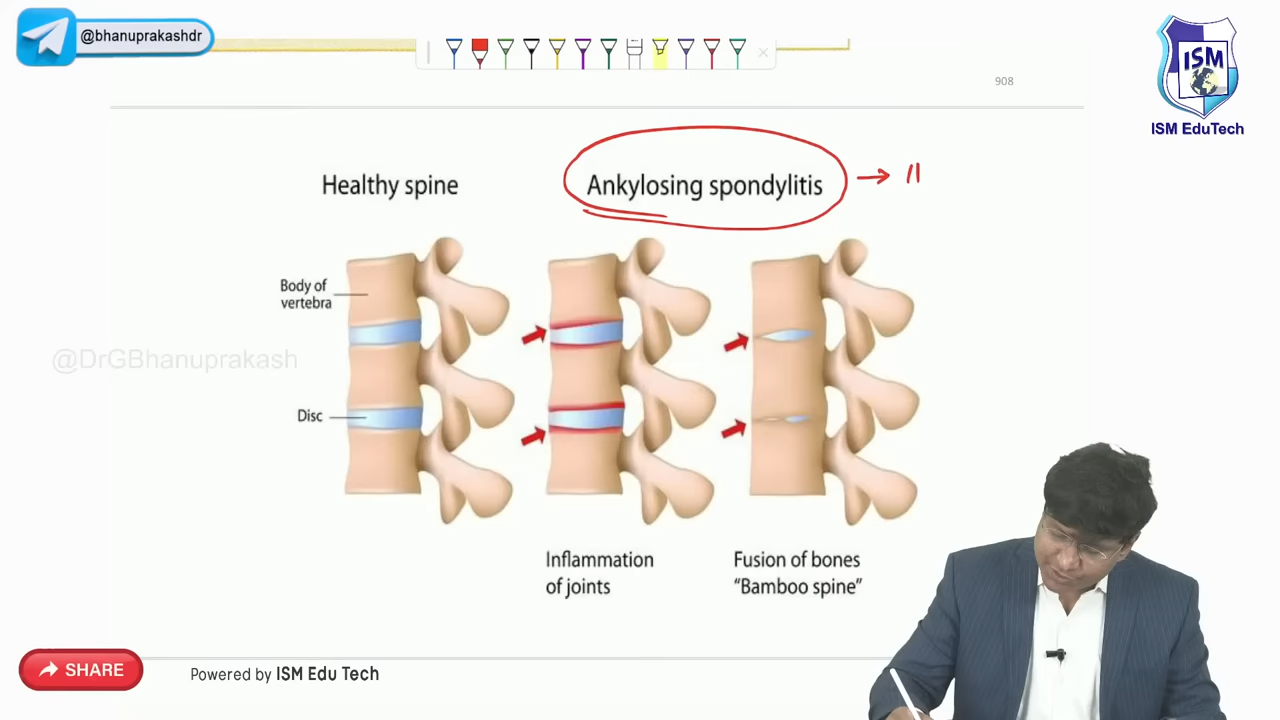 @bhanuprakashdr
ISM
ISM EduTech
908
Healthy spine
Ankylosing spondylitis → 11
Body of
vertebra
@DrGBhanuprakash
Disc
Inflammation
of joints
Fusion of bones
“Bamboo spine”
SHARE
Powered by ISM Edu Tech